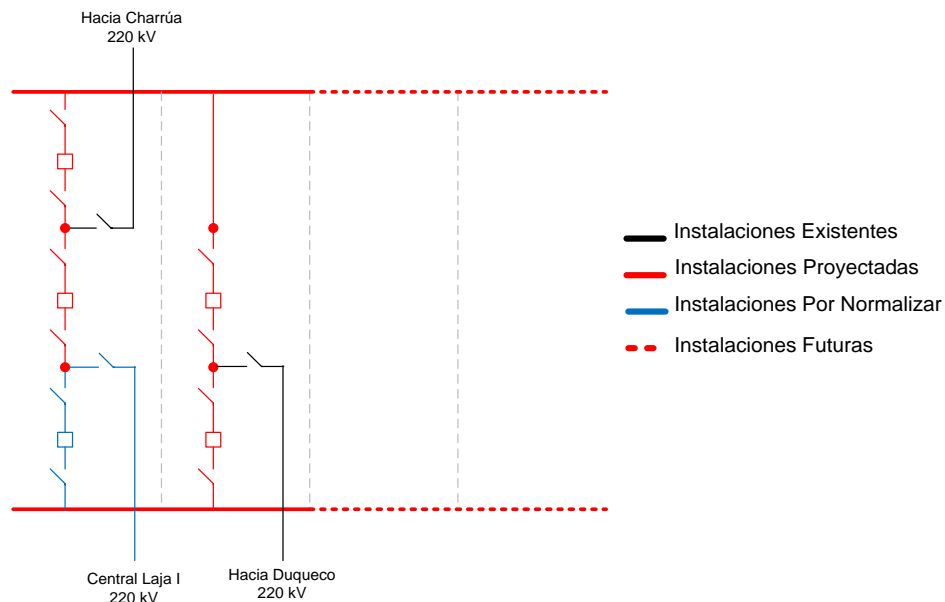 Hacia Charrúa
220 kV
Instalaciones Existentes
Instalaciones Proyectadas
Instalaciones Por Normalizar
Instalaciones Futuras
Central Laja I
220 kV
Hacia Duqueco
220 kV